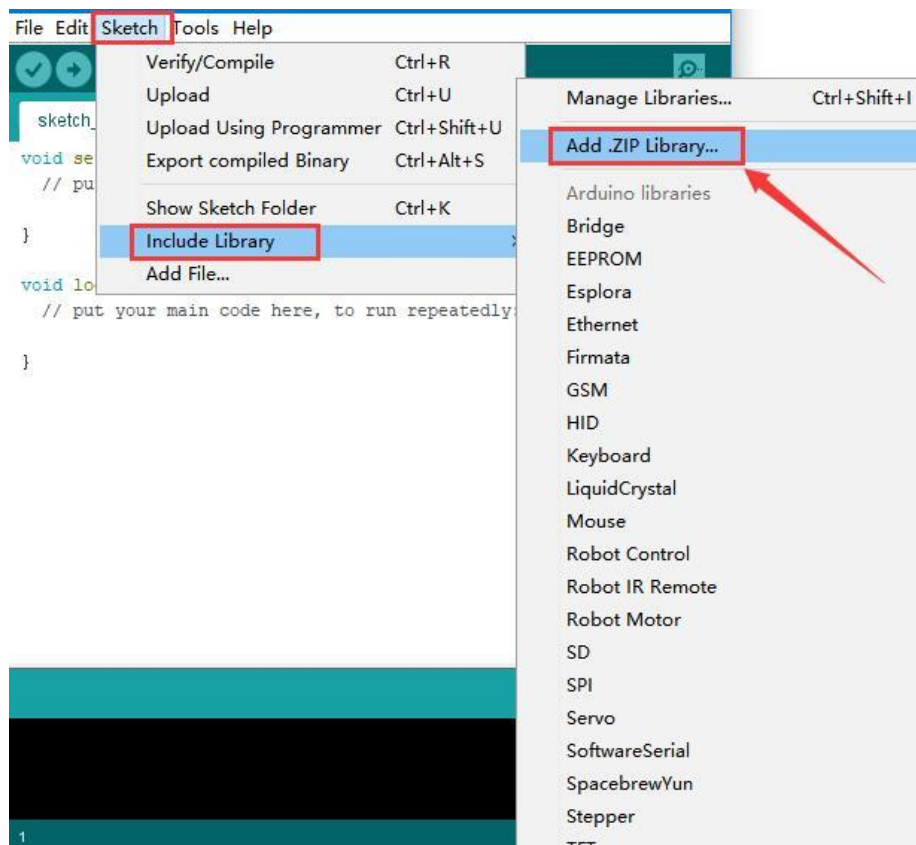 File Edit Sketch Tools Help
Verify/Compile Ctrl+R
Upload Ctrl+U
Upload Using Programmer Ctrl+Shift+U
Export compiled Binary Ctrl+Alt+S
Show Sketch Folder Ctrl+K
Include Library
Add File...
Manage Libraries... Ctrl+Shift+I
Add .ZIP Library...
Arduino libraries
Bridge
EEPROM
Esplora
Ethernet
Firmata
GSM
HID
Keyboard
LiquidCrystal
Mouse
Robot Control
Robot IR Remote
Robot Motor
SD
SPI
Servo
SoftwareSerial
SpacebrewYun
Stepper
sketch_
void se
// pu
}
void lo
// put your main code here, to run repeatedly:
}
1